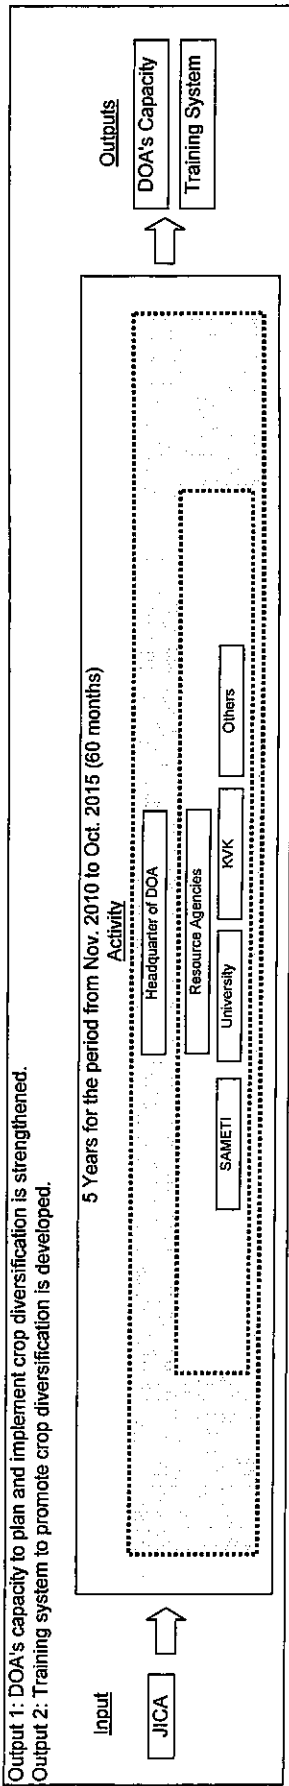 Output 1: DOA's capacity to plan and implement crop diversification is strengthened.
Output 2: Training system to promote crop diversification is developed.
Input
JICA
5 Years for the period from Nov. 2010 to Oct. 2015 (60 months)
Activity
Headquarter of DOA
Resource Agencies
SAMETI
University
KVK
Others
Outputs
DOA's Capacity
Training System